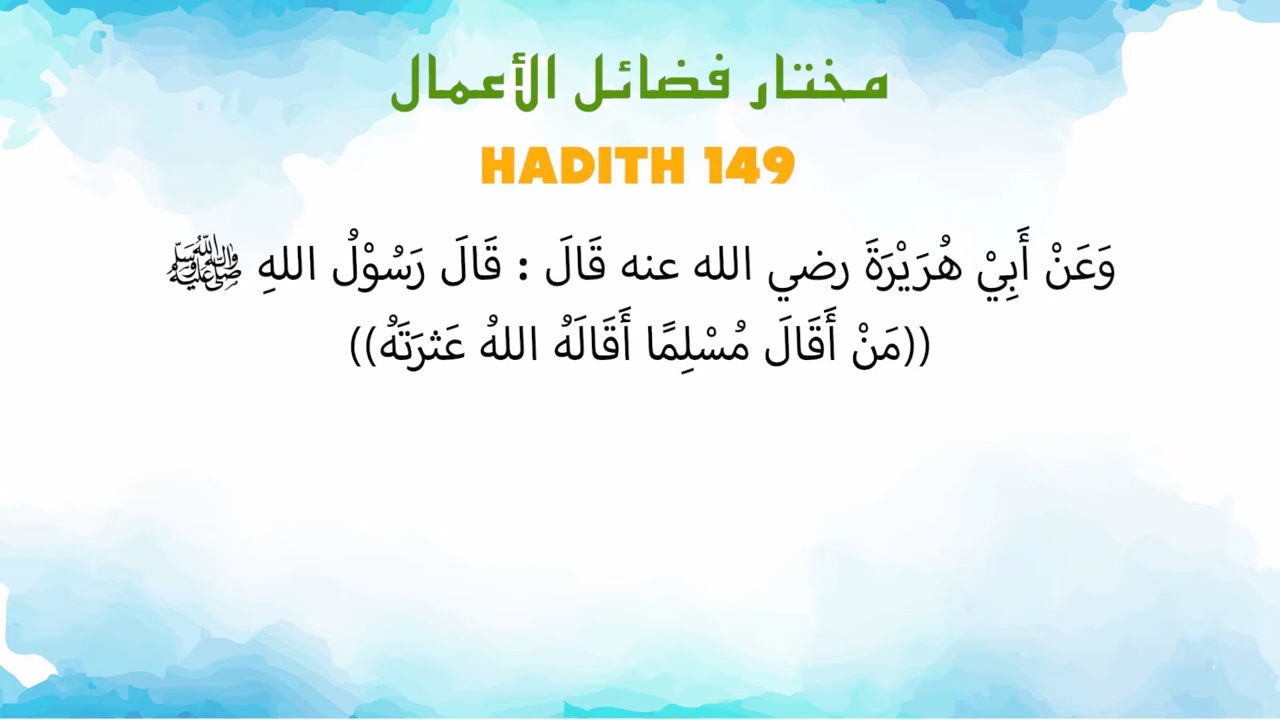 مختار فضائل الأعمال
HADITH 149
وَعَنْ أَبِيْ هُرَيْرَةَ رضي الله عنه قَالَ : قَالَ رَسُوْلُ اللهِ ﷺ
((مَنْ أَقَالَ مُسْلِمًا أَقَالَهُ اللهُ عَثرَتَهُ))